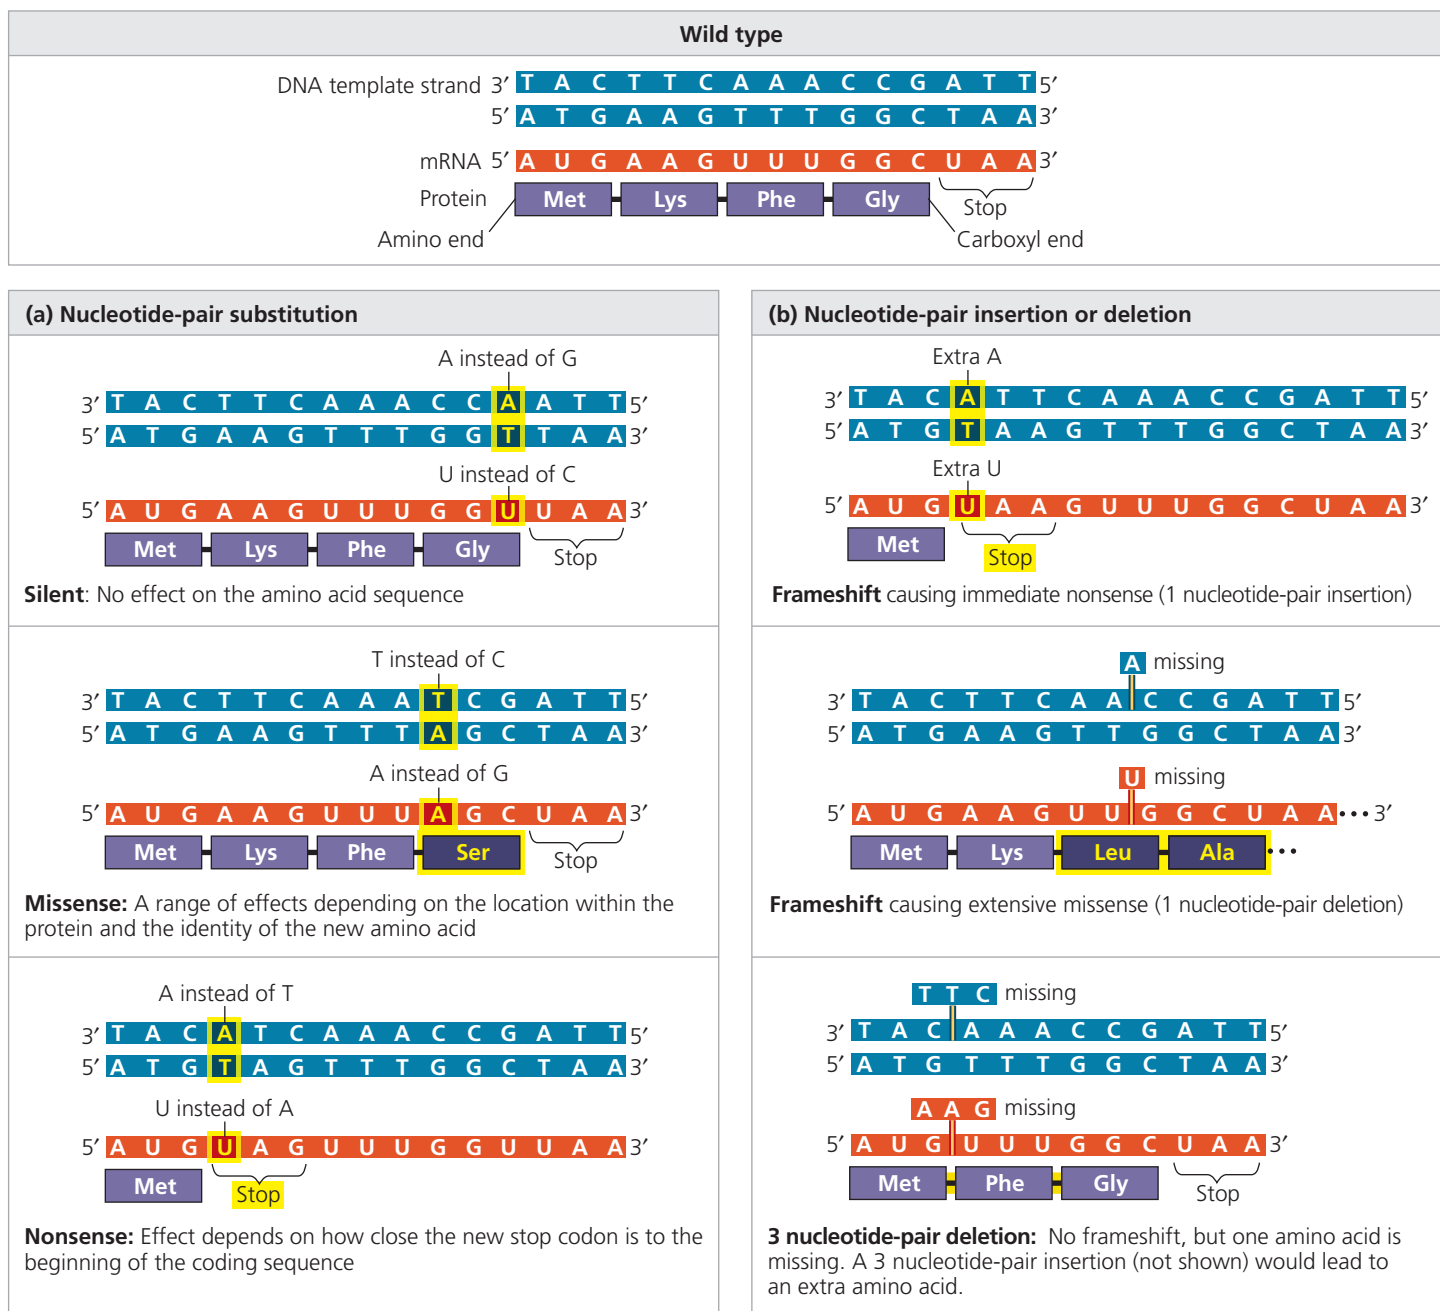 Wild type
DNA template strand 3′ T A C T T C A A A C C G A T T 5′
5′ A T G A A G T T T G G C T A A 3′
mRNA 5′ A U G A A G U U U G G C U A A 3′
Protein Met Lys Phe Gly Stop
Amino end Carboxyl end
(a) Nucleotide-pair substitution
A instead of G
3′ T A C T T C A A A C C A A T T 5′
5′ A T G A A G T T T G G T T A A 3′
U instead of C
5′ A U G A A G U U U G G U U A A 3′
Met Lys Phe Gly Stop
Silent: No effect on the amino acid sequence
T instead of C
3′ T A C T T C A A A T C G A T T 5′
5′ A T G A A G T T T A G C T A A 3′
A instead of G
5′ A U G A A G U U U A G C U A A 3′
Met Lys Phe Ser Stop
Missense: A range of effects depending on the location within the
protein and the identity of the new amino acid
A instead of T
3′ T A C A T C A A A C C G A T T 5′
5′ A T G T A G T T T G G C T A A 3′
U instead of A
5′ A U G U A G U U U G G U U A A 3′
Met Stop
Nonsense: Effect depends on how close the new stop codon is to the
beginning of the coding sequence
(b) Nucleotide-pair insertion or deletion
Extra A
3′ T A C A T T C A A A C C G A T T 5′
5′ A T G T A A G T T T G G C T A A 3′
Extra U
5′ A U G U A A G U U U G G C U A A 3′
Met Stop
Frameshift causing immediate nonsense (1 nucleotide-pair insertion)
A missing
3′ T A C T T C A A C C G A T T 5′
5′ A T G A A G T T G G C T A A 3′
U missing
5′ A U G A A G U U G G C U A A ••• 3′
Met Lys Leu Ala •••
Frameshift causing extensive missense (1 nucleotide-pair deletion)
T T C missing
3′ T A C A A A C C G A T T 5′
5′ A T G T T T G G C T A A 3′
A A G missing
5′ A U G U U U G G C U A A 3′
Met Phe Gly Stop
3 nucleotide-pair deletion: No frameshift, but one amino acid is
missing. A 3 nucleotide-pair insertion (not shown) would lead to
an extra amino acid.